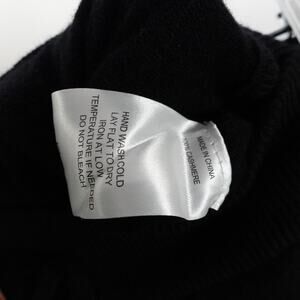 100% CASHMERE
MADE IN CHINA
HAND WASH COLD
LAY FLAT TO DRY
IRON AT LOW
TEMPERATURE IF NEEDED
DO NOT BLEACH